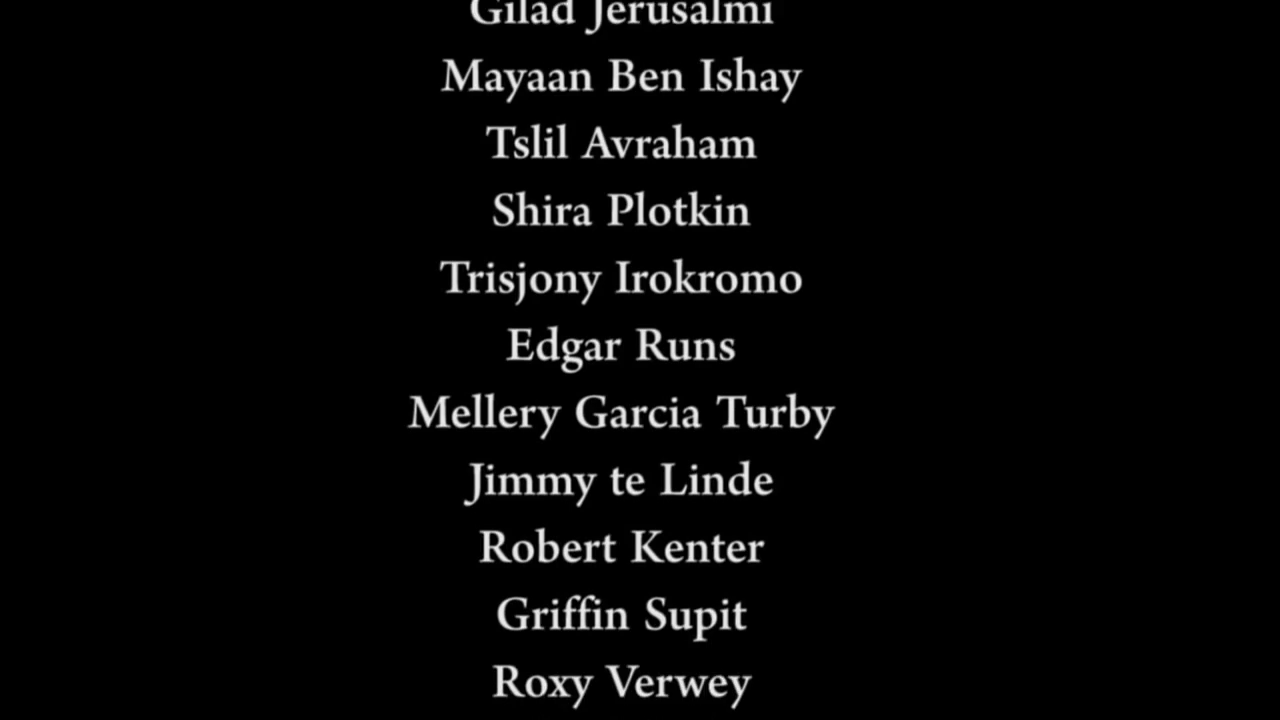 Gilad Jerusalmi
Mayaan Ben Ishay
Tslil Avraham
Shira Plotkin
Trisjony Irokromo
Edgar Runs
Mellery Garcia Turby
Jimmy te Linde
Robert Kenter
Griffin Supit
Roxy Verwey